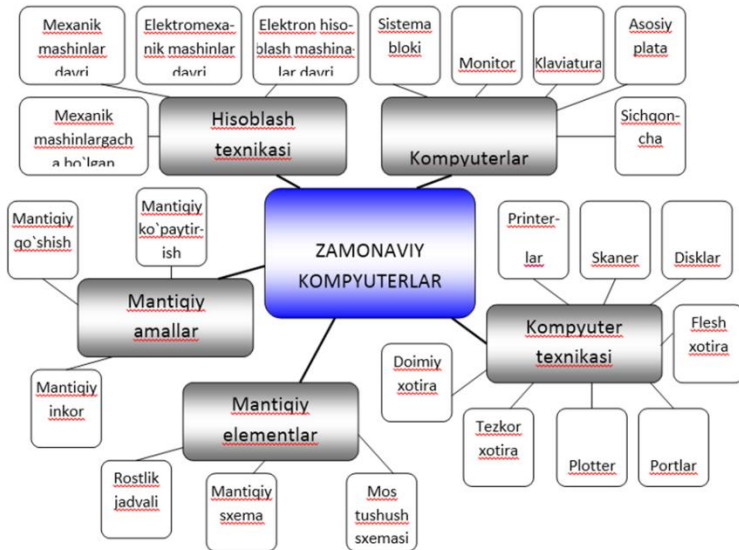 Mexanik
mashinlar
davri
Elektromexa-
nik mashinlar
davri
Elektron hiso-
blash mashina-
lar davri
Sistema
bloki
Monitor
Klaviatura
Asosiy
plata
Mexanik
mashinlargach
a bo`lgan
Hisoblash
texnikasi
Kompyuterlar
Sichqon-
cha
Mantiqiy
qo`shish
Mantiqiy
ko`paytir-
ish
ZAMONAVIY
KOMPYUTERLAR
Printer-
lar
Skaner
Disklar
Mantiqiy
amallar
Kompyuter
texnikasi
Flesh
xotira
Mantiqiy
inkor
Doimiy
xotira
Mantiqiy
elementlar
Tezkor
xotira
Plotter
Portlar
Rostlik
jadvali
Mantiqiy
sxema
Mos
tushush
sxemasi